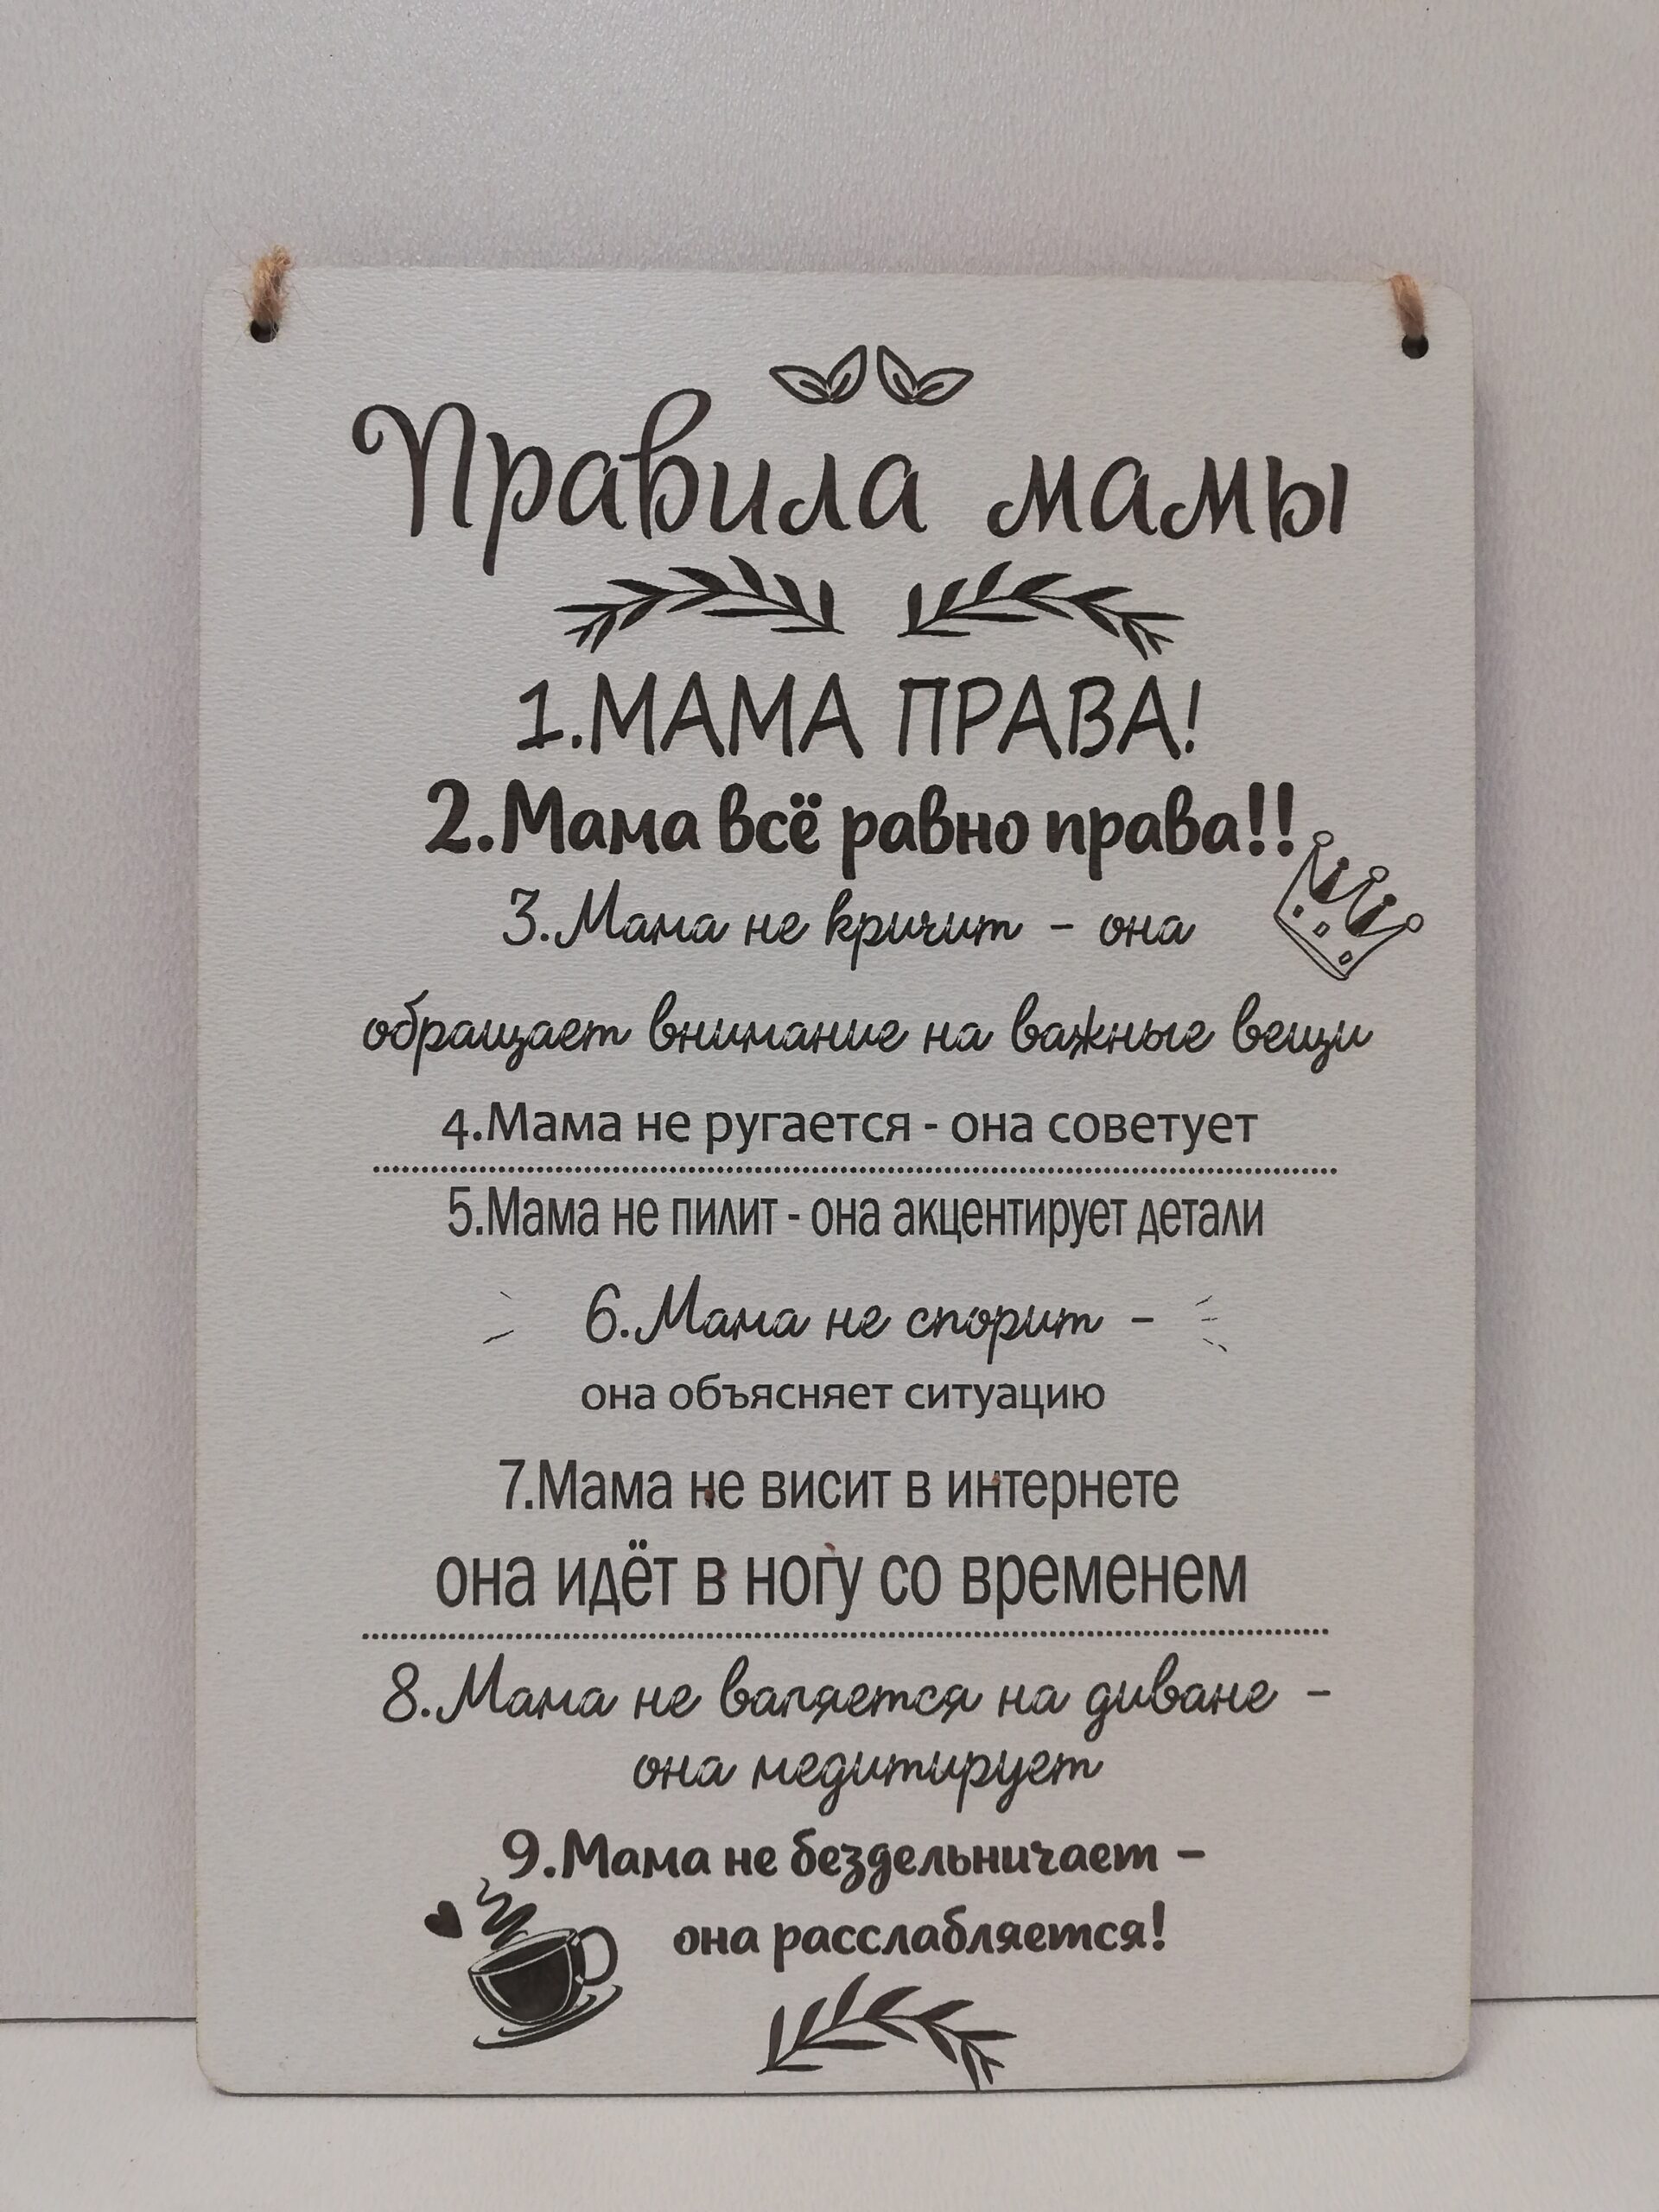 Правила мамы
1.МАМА ПРАВА!
2.Мама всё равно права!!
3.Мама не кричит - она
обращает внимание на важные вещи
4.Мама не ругается - она советует
5.Мама не пилит - она акцентирует детали
6.Мама не спорит -
она объясняет ситуацию
7.Мама не висит в интернете
она идёт в ногу со временем
8.Мама не валяется на диване -
она медитирует
9.Мама не бездельничает -
она расслабляется!